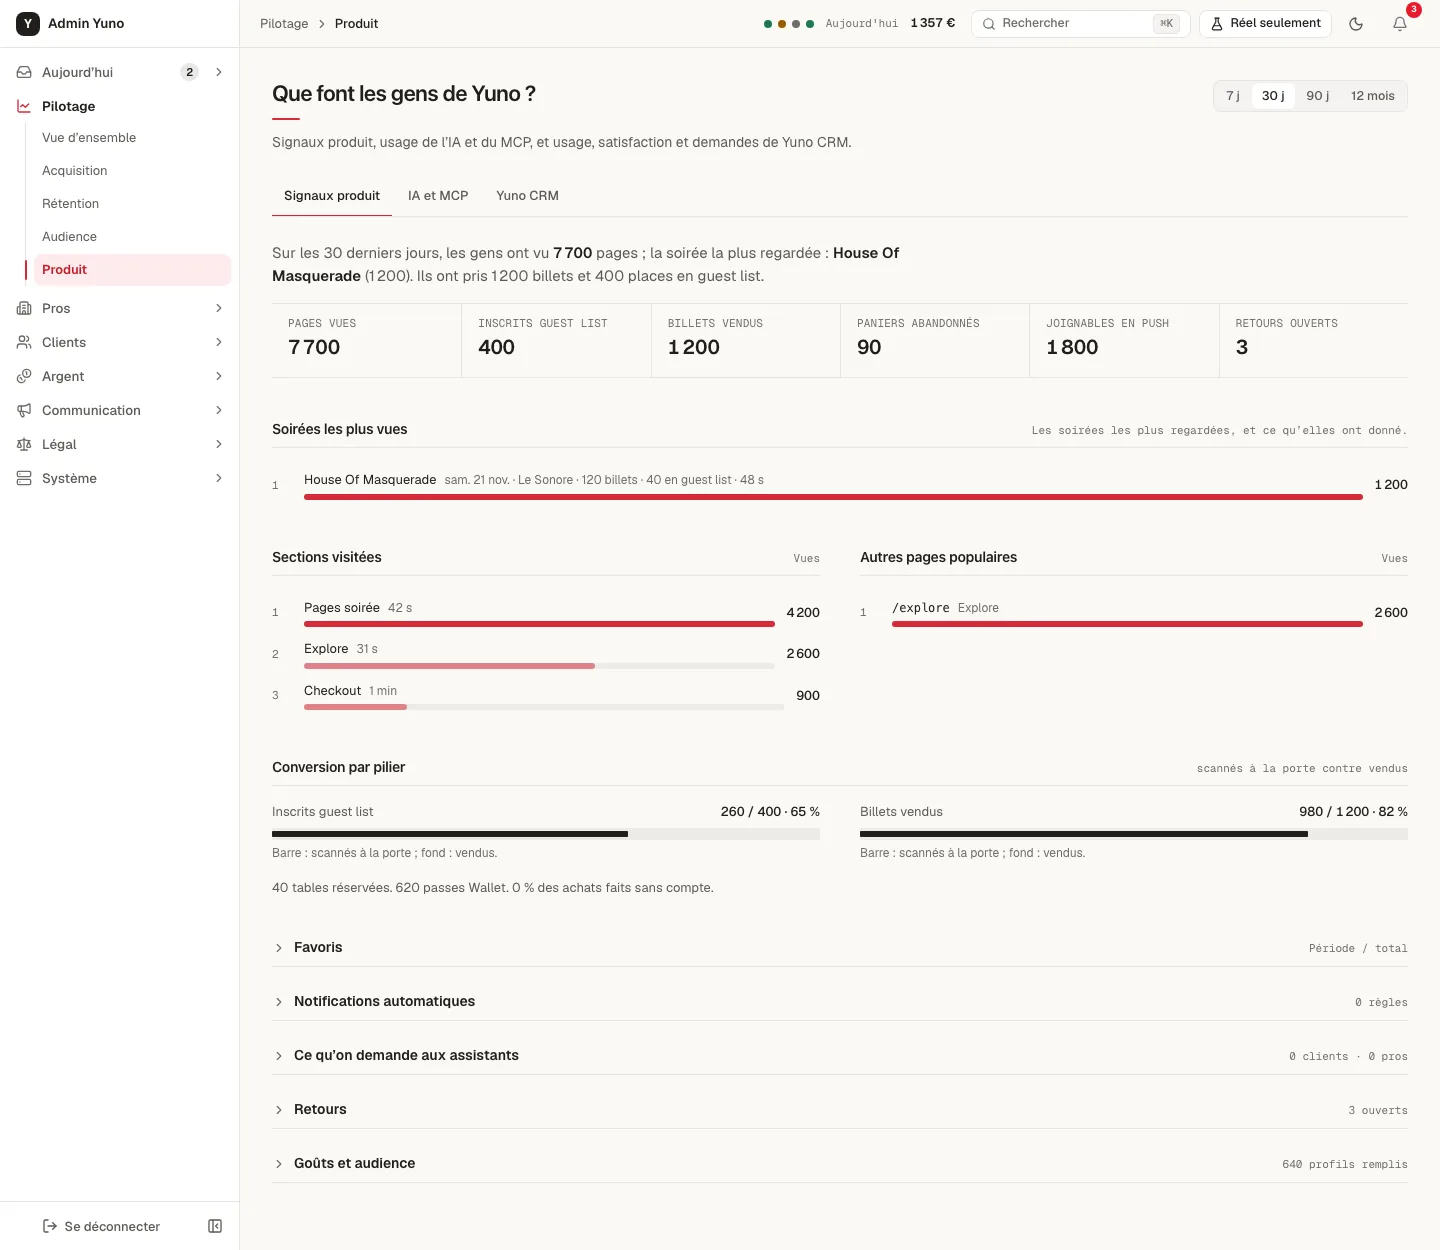 Y Admin Yuno
Pilotage > Produit
Aujourd'hui 1 357 €
Rechercher ⌘K
Réel seulement
3
Aujourd'hui 2
Pilotage
Vue d'ensemble
Acquisition
Rétention
Audience
Produit
Pros
Clients
Argent
Communication
Légal
Système
Se déconnecter
Que font les gens de Yuno ?
7 j 30 j 90 j 12 mois
Signaux produit, usage de l'IA et du MCP, et usage, satisfaction et demandes de Yuno CRM.
Signaux produit IA et MCP Yuno CRM
Sur les 30 derniers jours, les gens ont vu 7 700 pages ; la soirée la plus regardée : House Of
Masquerade (1 200). Ils ont pris 1 200 billets et 400 places en guest list.
PAGES VUES
7 700
INSCRITS GUEST LIST
400
BILLETS VENDUS
1 200
PANIERS ABANDONNÉS
90
JOIGNABLES EN PUSH
1 800
RETOURS OUVERTS
3
Soirées les plus vues
Les soirées les plus regardées, et ce qu'elles ont donné.
1 House Of Masquerade sam. 21 nov. · Le Sonore · 120 billets · 40 en guest list · 48 s 1 200
Sections visitées Vues
1 Pages soirée 42 s 4 200
2 Explore 31 s 2 600
3 Checkout 1 min 900
Autres pages populaires Vues
1 /explore Explore 2 600
Conversion par pilier scannés à la porte contre vendus
Inscrits guest list 260 / 400 · 65 %
Barre : scannés à la porte ; fond : vendus.
Billets vendus 980 / 1 200 · 82 %
Barre : scannés à la porte ; fond : vendus.
40 tables réservées. 620 passes Wallet. 0 % des achats faits sans compte.
Favoris Période / total
Notifications automatiques 0 règles
Ce qu'on demande aux assistants 0 clients · 0 pros
Retours 3 ouverts
Goûts et audience 640 profils remplis